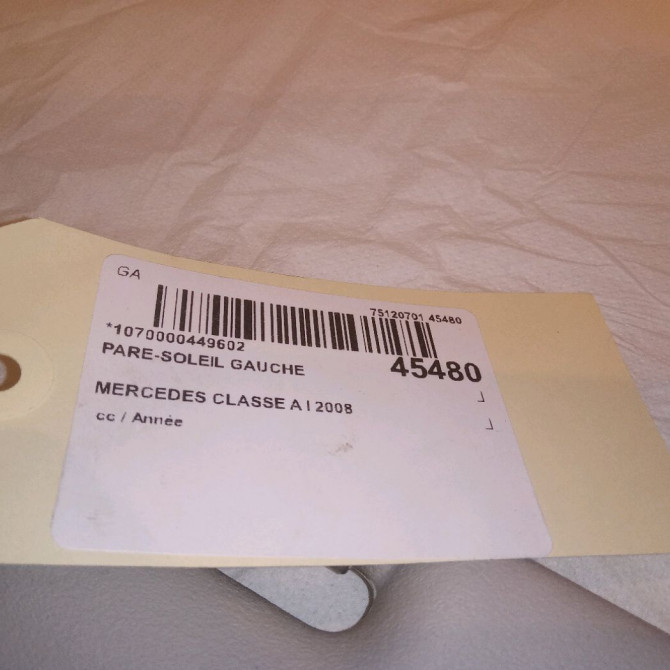 GA
75120701 45480
*1070000449602
PARE-SOLEIL GAUCHE
45480
MERCEDES CLASSE A I 2008
cc / Année